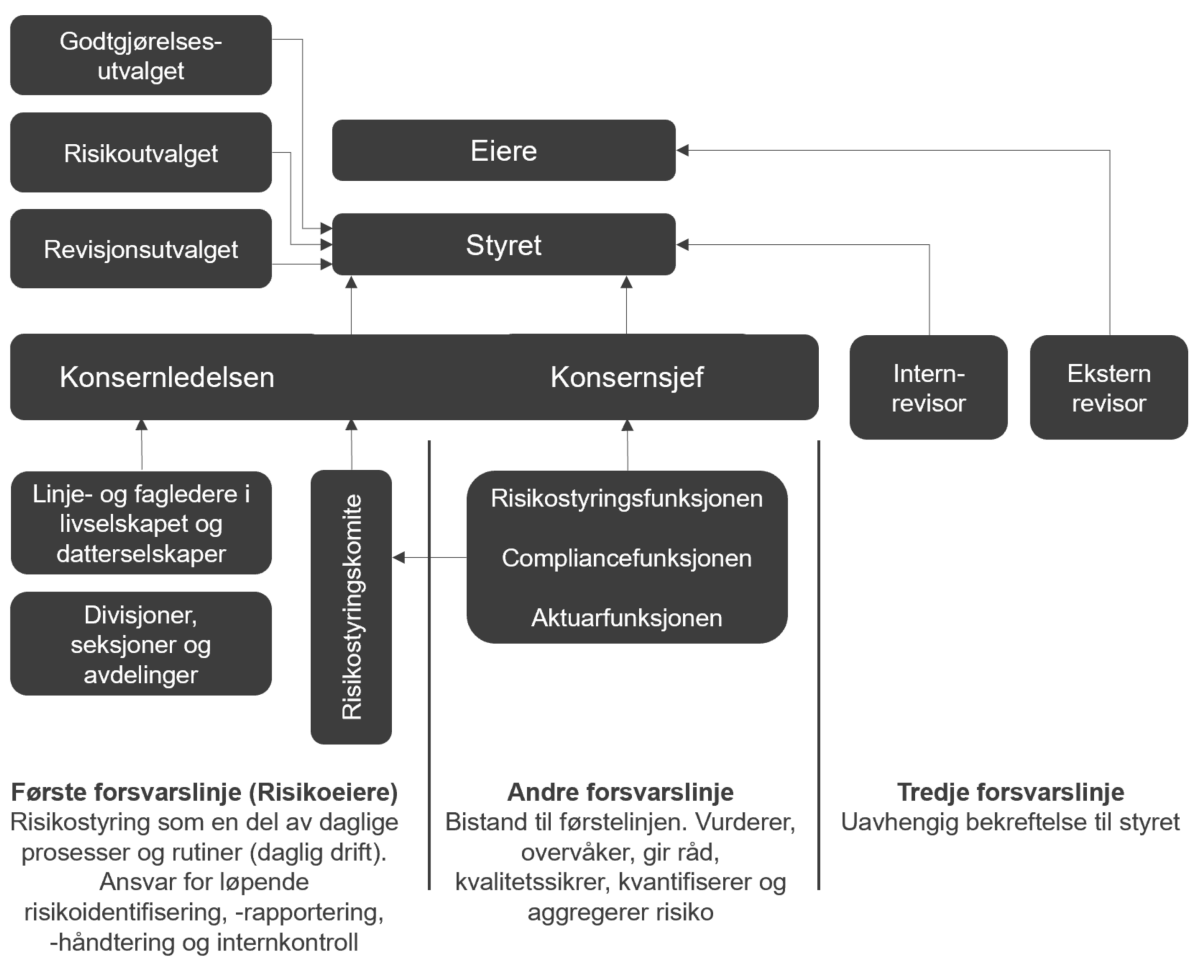 Godtgjørelses-
utvalget
Risikoutvalget
Revisjonsutvalget
Eiere
Styret
Konsernledelsen
Konsernsjef
Intern-
revisor
Ekstern
revisor
Linje- og fagledere i
livselskapet og
datterselskaper
Divisjoner,
seksjoner og
avdelinger
Risikostyringskomite
Risikostyringsfunksjonen
Compliancefunksjonen
Aktuarfunksjonen
Første forsvarslinje (Risikoeiere)
Risikostyring som en del av daglige
prosesser og rutiner (daglig drift).
Ansvar for løpende
risikoidentifisering, -rapportering,
-håndtering og internkontroll
Andre forsvarslinje
Bistand til førstelinjen. Vurderer,
overvåker, gir råd,
kvalitetssikrer, kvantifiserer og
aggregerer risiko
Tredje forsvarslinje
Uavhengig bekreftelse til styret